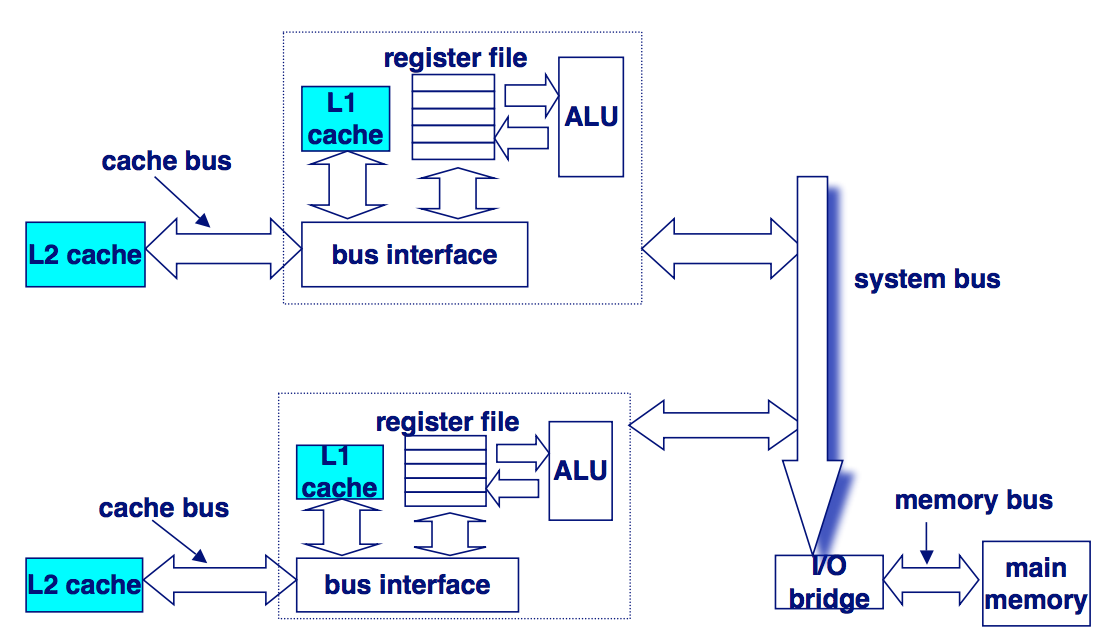 register file
L1
cache
ALU
cache bus
L2 cache
bus interface
system bus
register file
L1
cache
ALU
cache bus
L2 cache
bus interface
memory bus
I/O
bridge
main
memory